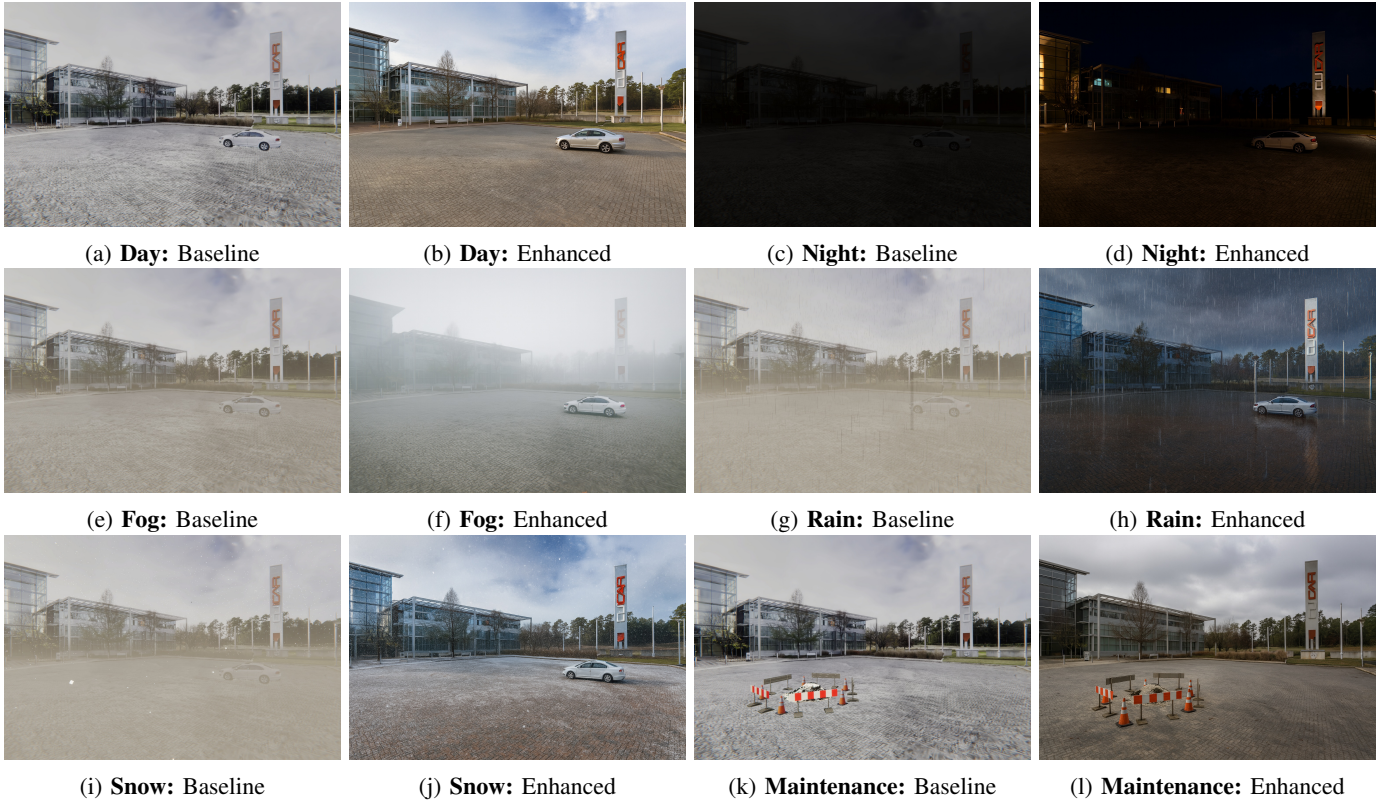 (a) Day: Baseline
(b) Day: Enhanced
(c) Night: Baseline
(d) Night: Enhanced
(e) Fog: Baseline
(f) Fog: Enhanced
(g) Rain: Baseline
(h) Rain: Enhanced
(i) Snow: Baseline
(j) Snow: Enhanced
(k) Maintenance: Baseline
(l) Maintenance: Enhanced